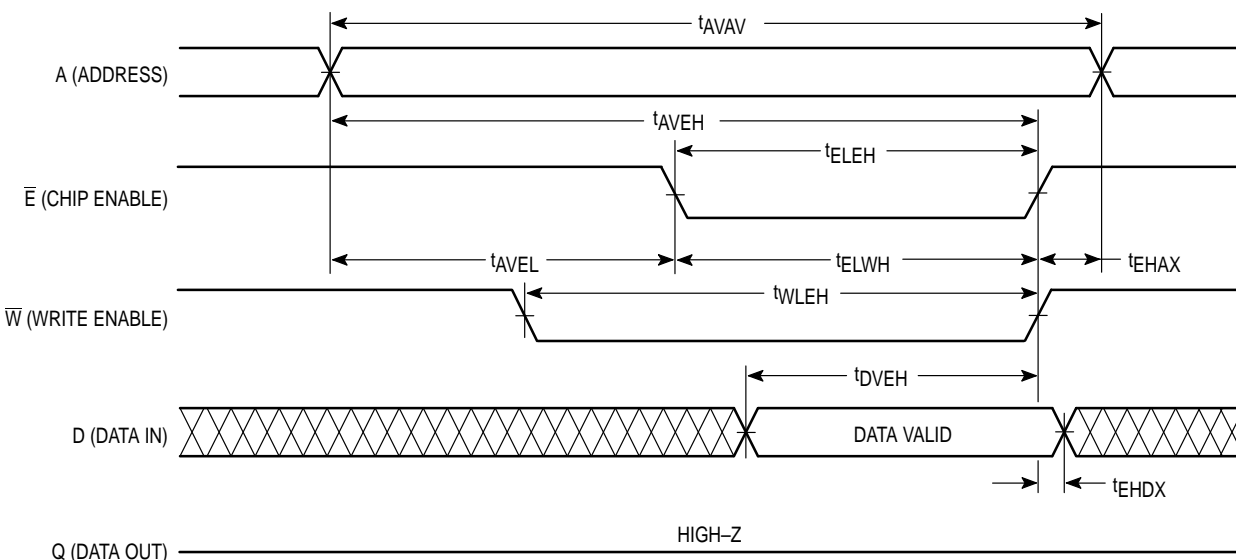 tAVAV
A (ADDRESS)
tAVEH
tELEH
E̅ (CHIP ENABLE)
tAVEL tELWH tEHAX
tWLEH
W̅ (WRITE ENABLE)
tDVEH
D (DATA IN) DATA VALID
tEHDX
HIGH–Z
Q (DATA OUT)